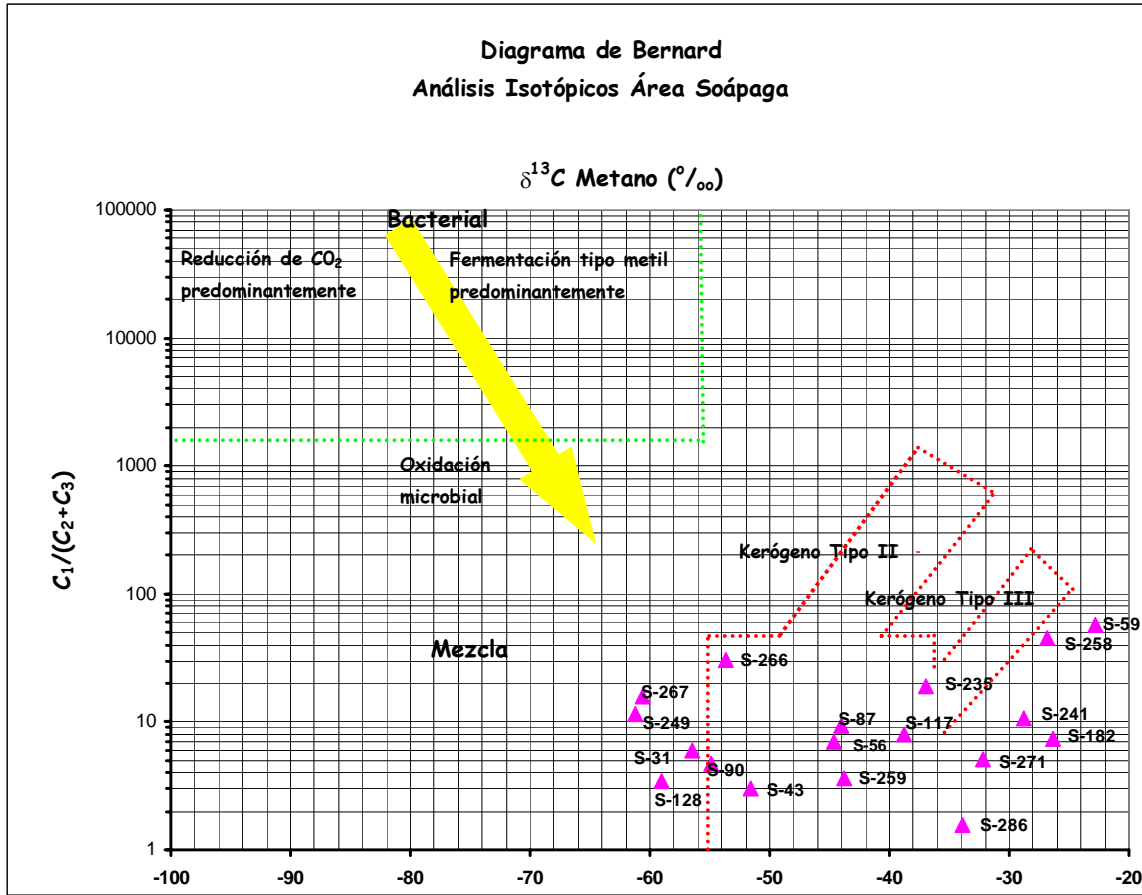 Diagrama de Bernard
Análisis Isotópicos Área Soápaga
δ¹³C Metano (º/₀₀)
100000
Bacterial
Reducción de CO₂
predominantemente
Fermentación tipo metil
predominantemente
10000
1000
Oxidación
microbial
C₁/(C₂+C₃)
Kerógeno Tipo II
100
Kerógeno Tipo III
S-59
S-258
Mezcla
S-266
S-267
S-235
S-249
S-87
S-117
S-241
10
S-56
S-182
S-31
S-90
S-271
S-259
S-43
S-128
S-286
1
-100 -90 -80 -70 -60 -50 -40 -30 -20